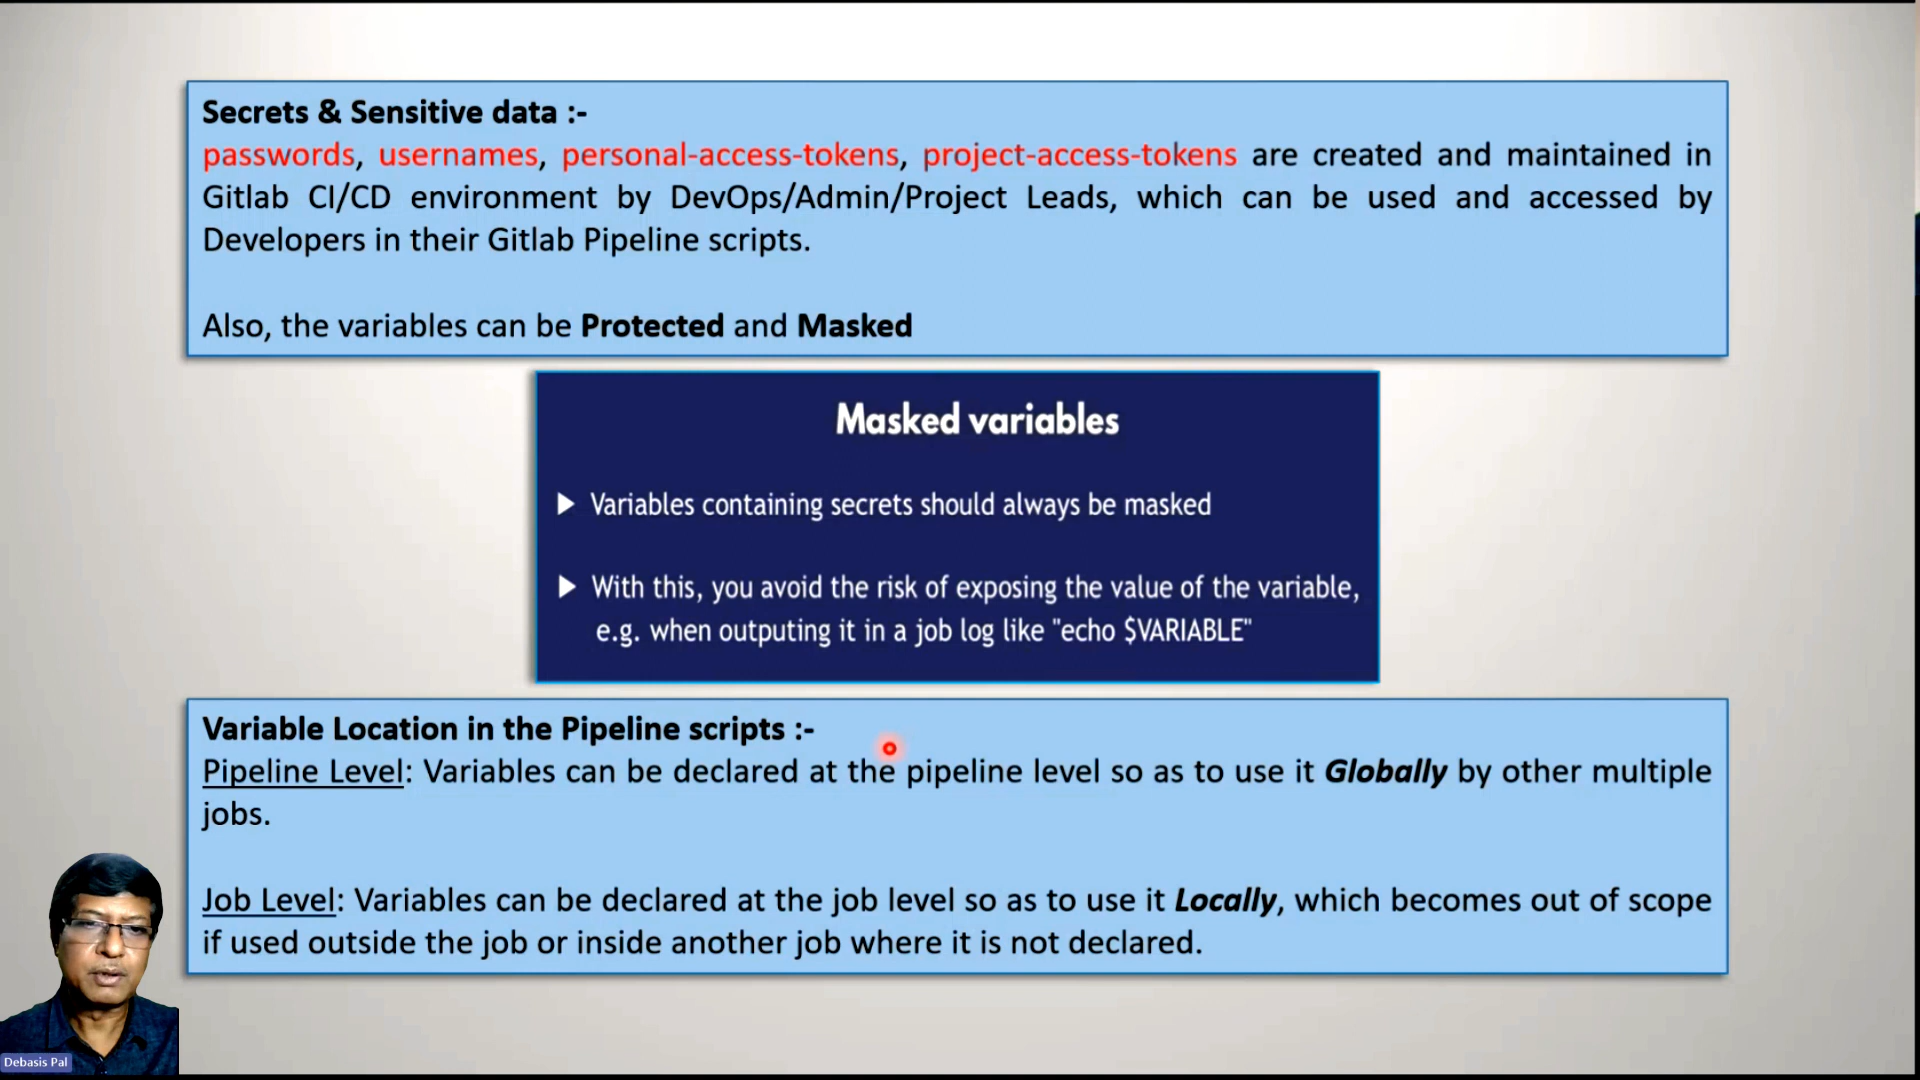 Secrets & Sensitive data :-
passwords, usernames, personal-access-tokens, project-access-tokens are created and maintained in
Gitlab CI/CD environment by DevOps/Admin/Project Leads, which can be used and accessed by
Developers in their Gitlab Pipeline scripts.
Also, the variables can be Protected and Masked
Masked variables
▶ Variables containing secrets should always be masked
▶ With this, you avoid the risk of exposing the value of the variable,
e.g. when outputing it in a job log like "echo $VARIABLE"
Variable Location in the Pipeline scripts :-
Pipeline Level: Variables can be declared at the pipeline level so as to use it Globally by other multiple
jobs.
Job Level: Variables can be declared at the job level so as to use it Locally, which becomes out of scope
if used outside the job or inside another job where it is not declared.
Debasis Pal